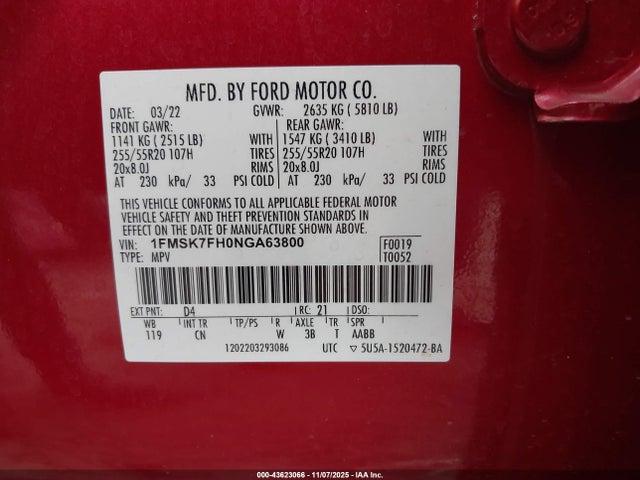 MFD. BY FORD MOTOR CO.
DATE: 03/22 GVWR: 2635 KG ( 5810 LB)
FRONT GAWR: REAR GAWR:
1141 KG ( 2515 LB) WITH 1547 KG ( 3410 LB) WITH
255/55R20 107H TIRES 255/55R20 107H TIRES
20x8.0J RIMS 20x8.0J RIMS
AT 230 kPa/ 33 PSI COLD AT 230 kPa/ 33 PSI COLD
THIS VEHICLE CONFORMS TO ALL APPLICABLE FEDERAL MOTOR
VEHICLE SAFETY AND THEFT PREVENTION STANDARDS IN
EFFECT ON THE DATE OF MANUFACTURE SHOWN ABOVE.
VIN: 1FMSK7FH0NGA63800 F0019
TYPE: MPV T0052
EXT PNT: D4 RC: 21 DSO:
WB INT TR TP/PS R AXLE TR SPR
119 CN W 3B T AABB
1202203293086 UTC ▽ 5U5A-1520472-BA
000-43623066 - 11/07/2025 - IAA Inc.